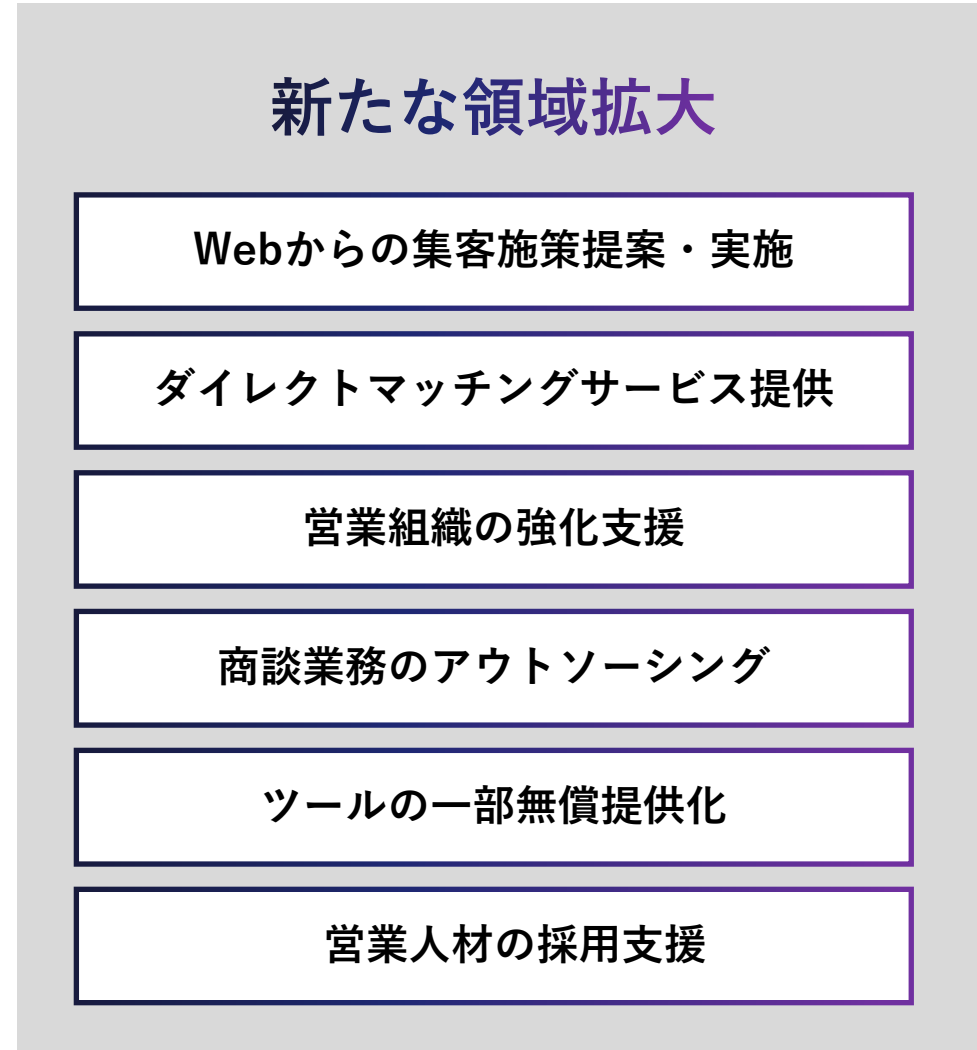 新たな領域拡大
Webからの集客施策提案・実施
ダイレクトマッチングサービス提供
営業組織の強化支援
商談業務のアウトソーシング
ツールの一部無償提供化
営業人材の採用支援